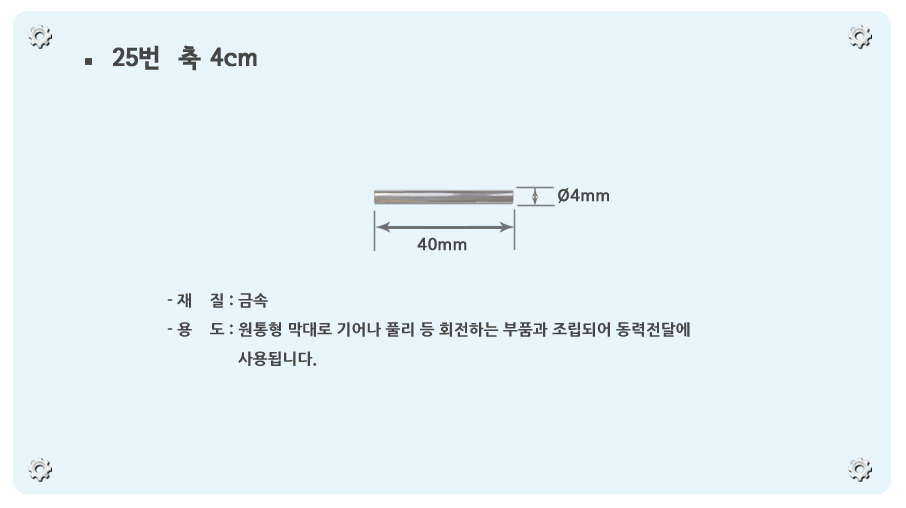 ▪ 25번 축 4cm
Ø4mm
40mm
- 재 질 : 금속
- 용 도 : 원통형 막대로 기어나 풀리 등 회전하는 부품과 조립되어 동력전달에
사용됩니다.